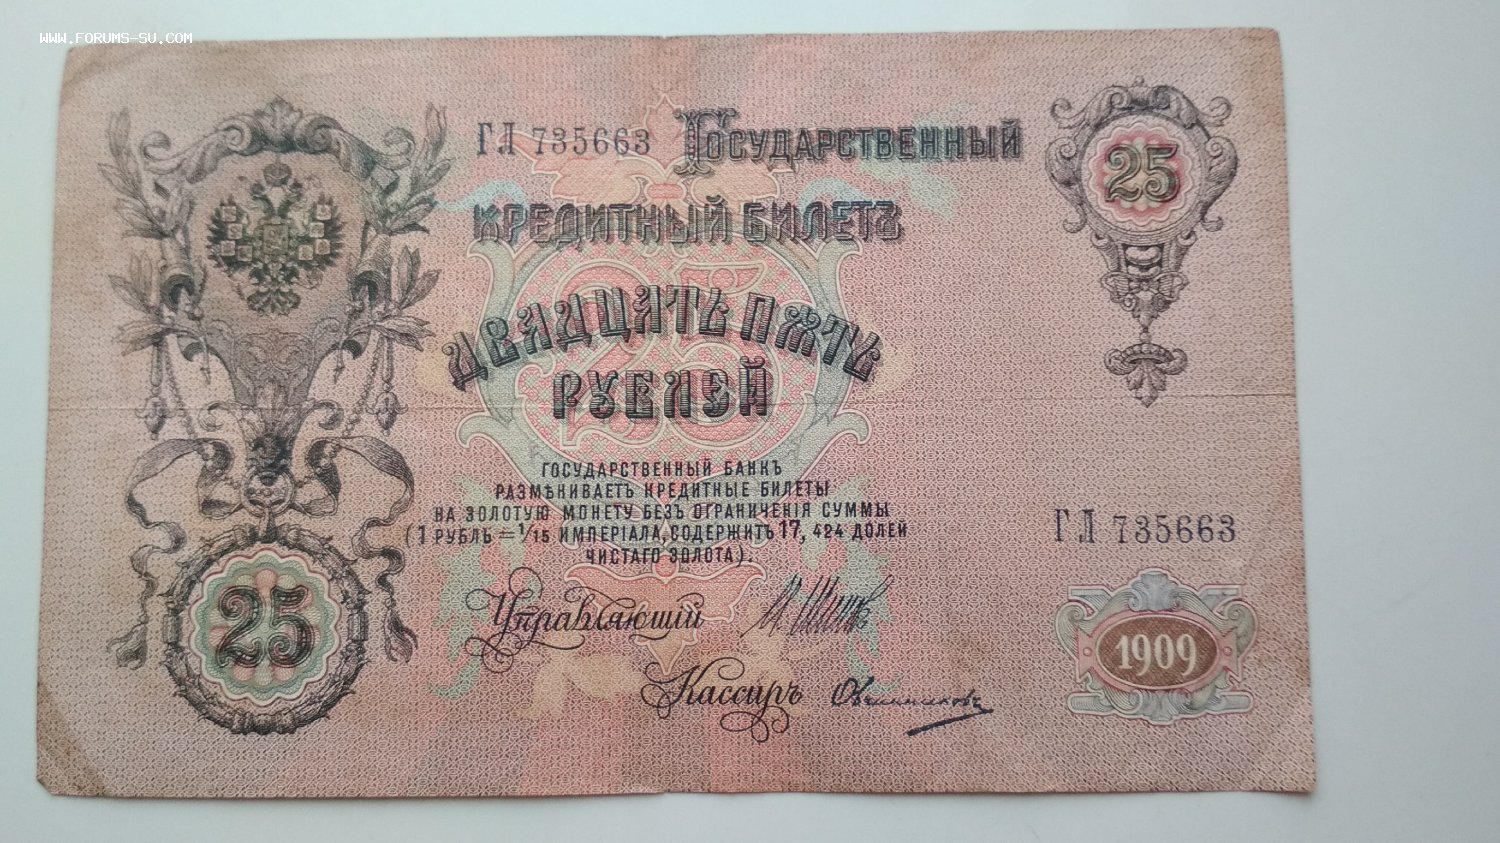 www.forums-su.com
ГЛ 735663 Государственный
25
Кредитный Билетъ
Двадцать пять
рублей
25
ГОСУДАРСТВЕННЫЙ БАНКЪ
РАЗМѢНИВАЕТЪ КРЕДИТНЫЕ БИЛЕТЫ
НА ЗОЛОТУЮ МОНЕТУ БЕЗЪ ОГРАНИЧЕНІЯ СУММЫ
(1 РУБЛЬ = 1/15 ИМПЕРІАЛА, СОДЕРЖИТЪ 17, 424 ДОЛЕЙ
ЧИСТАГО ЗОЛОТА).
ГЛ 735663
25
Управляющій
Кассиръ Овчинниковъ
1909